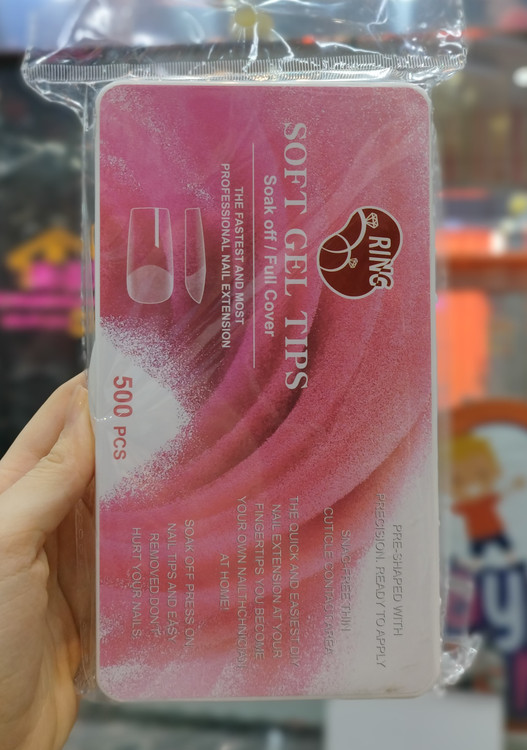 RING
SOFT GEL TIPS
Soak off / Full Cover
THE FASTEST AND MOST
PROFESSIONAL NAIL EXTENSION
500 PCS
PRE-SHAPED WITH
PRECISION. READY TO APPLY
CUTICLE CONTACT AREA
THE QUICK AND EASIEST DIY
NAIL EXTENSION AT YOUR
FINGERTIPS YOU BECOME
YOUR OWN NAILTHCHNICIAN
AT HOME!
SOAK OFF PRESS ON
NAIL TIPS AND EASY
REMOVED.DON'T
HURT YOUR NAILS
y